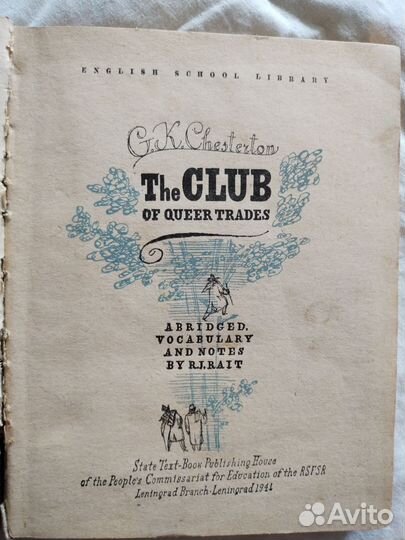 ENGLISH SCHOOL LIBRARY
G.K. Chesterton
The CLUB
OF QUEER TRADES
ABRIDGED,
VOCABULARY
AND NOTES
BY R.J. RAIT
State Text-Book Publishing House
of the People's Commissariat for Education of the RSFSR
Leningrad Branch · Leningrad 1941
Avito